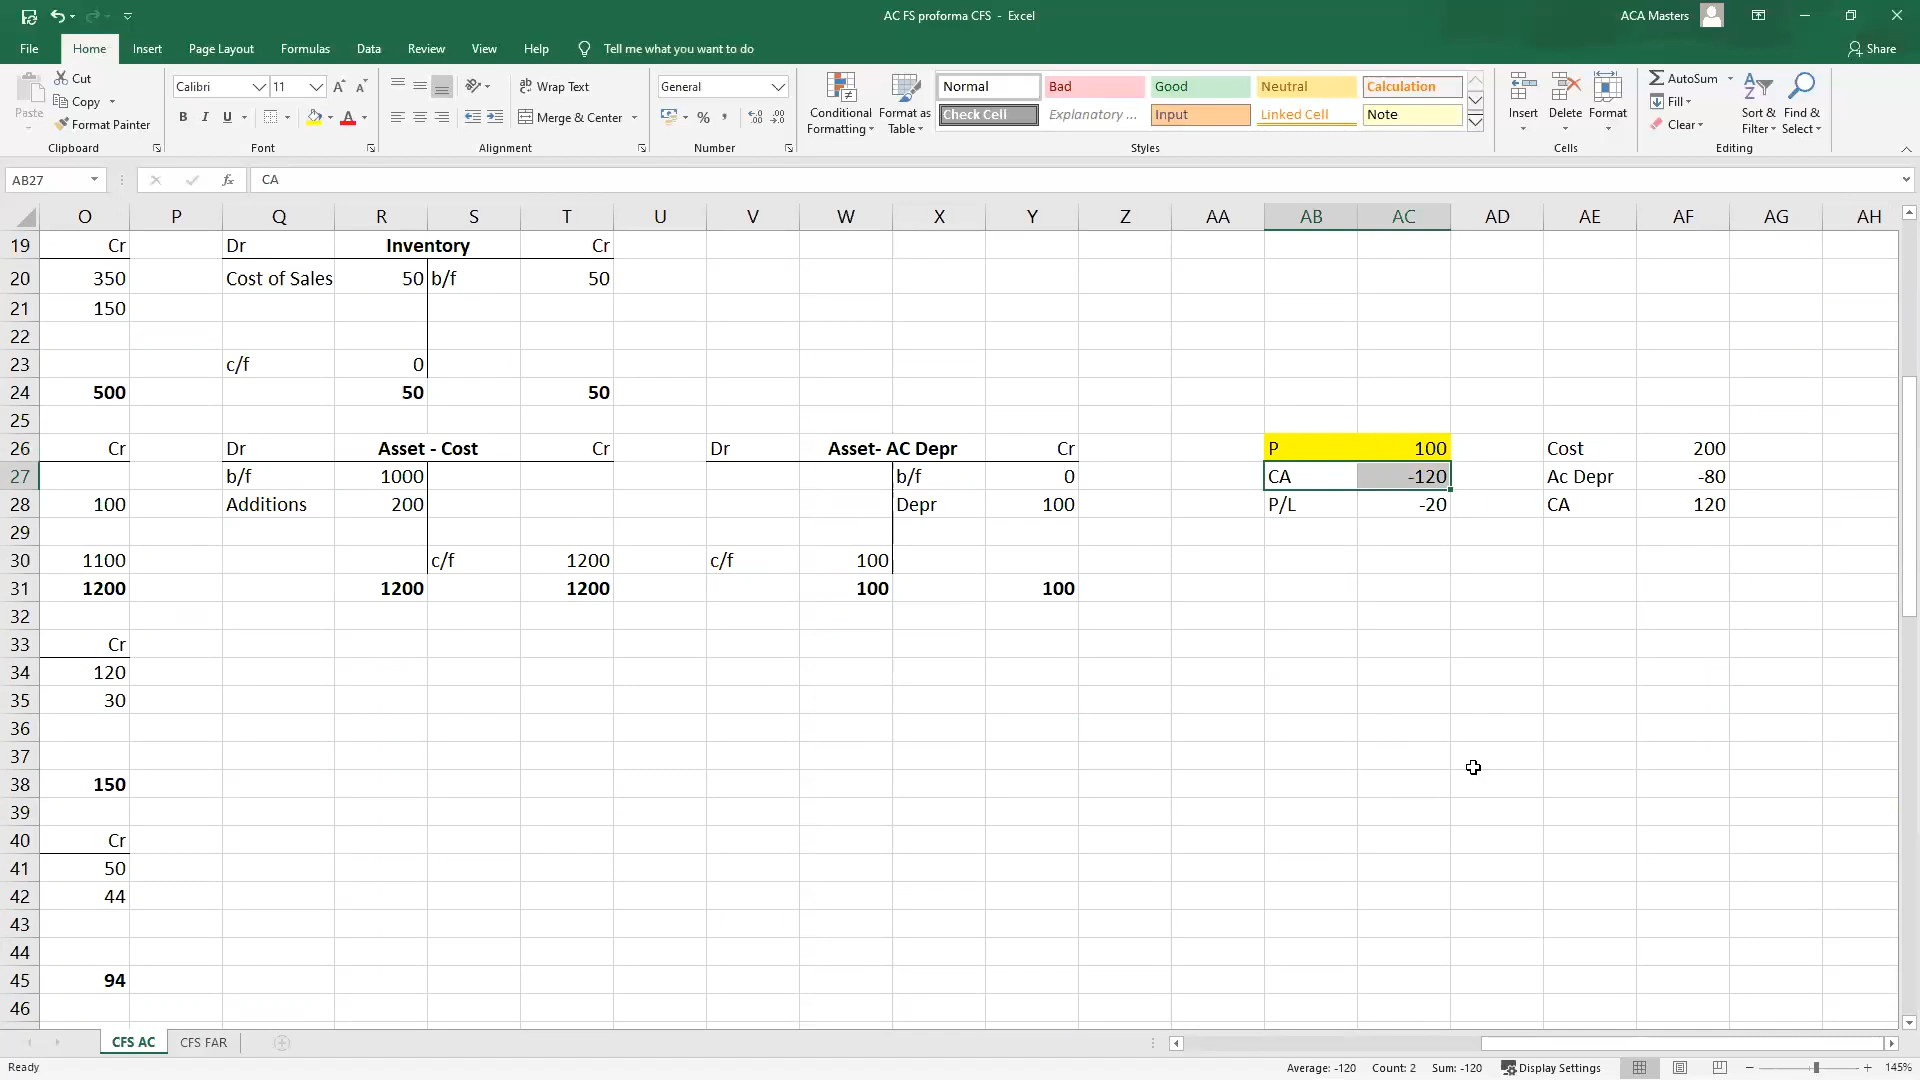 AC FS proforma CFS - Excel
ACA Masters
File Home Insert Page Layout Formulas Data Review View Help Tell me what you want to do Share
Paste
Cut
Copy
Format Painter
Clipboard
Calibri 11 A A
B I U A
Font
ab Wrap Text
Merge & Center
Alignment
General
% , .00 .0
Number
Conditional Formatting
Format as Table
Normal Bad Good Neutral Calculation
Check Cell Explanatory ... Input Linked Cell Note
Styles
Insert Delete Format
Cells
AutoSum
Fill
Clear
Sort & Filter
Find & Select
Editing
AB27 fx CA
O P Q R S T U V W X Y Z AA AB AC AD AE AF AG AH
19 Cr Dr Inventory Cr
20 350 Cost of Sales 50 b/f 50
21 150
22
23 c/f 0
24 500 50 50
25
26 Cr Dr Asset - Cost Cr Dr Asset- AC Depr Cr P 100 Cost 200
27 b/f 1000 b/f 0 CA -120 Ac Depr -80
28 100 Additions 200 Depr 100 P/L -20 CA 120
29
30 1100 c/f 1200 c/f 100
31 1200 1200 1200 100 100
32
33 Cr
34 120
35 30
36
37
38 150
39
40 Cr
41 50
42 44
43
44
45 94
46
CFS AC CFS FAR
Ready Average: -120 Count: 2 Sum: -120 Display Settings 145%